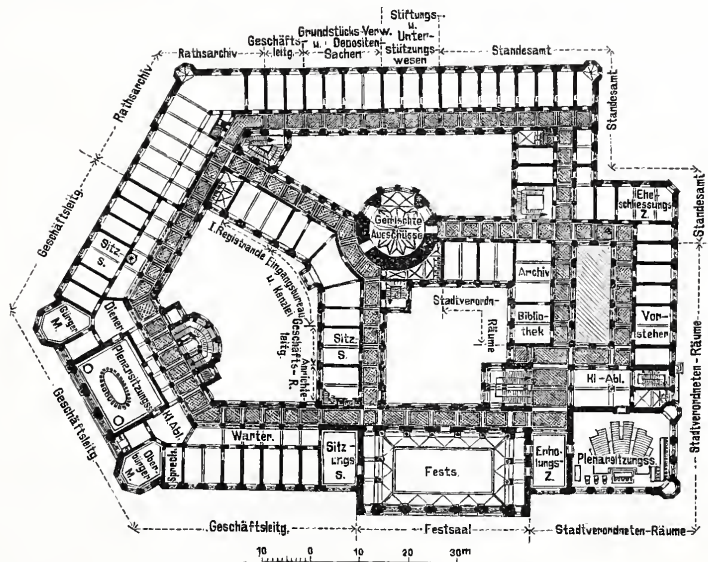 Stiftungs-
u.
Unter-
stützungs
wesen
Grundstücks-Verw.
u. Depositen-
Sachen
Geschäfts
leitg.
Rathsarchiv
Standesamt
Rathsarchiv
Standesamt
Standesamt
Geschäftsleitg.
Ehe
schliessungs
Z.
Gemischte
Ausschüsse
I. Registrande Eingangsbureau
u. Kanzlei
Geschäfts-R.
leitg.
Anrichte-
Sitz
S.
Archiv
Stadtverordn-
Räume
Biblio-
thek
Vor-
steher
Bürger
M.
Diener
Plenarsitzungss.
Kl Abl.
Sitz
S.
Kl-Abl.
Stadtverordneten-Räume
Geschäftsleitg.
Ober
bürger
M.
Sprech.
Warter.
Sitz
ungs
S.
Fests.
Erho-
lungs-
Z.
Plenarsitzungss.
Geschäftsleitg.
Festsaal
Stadtverordneten-Räume
10 0 10 20 30m